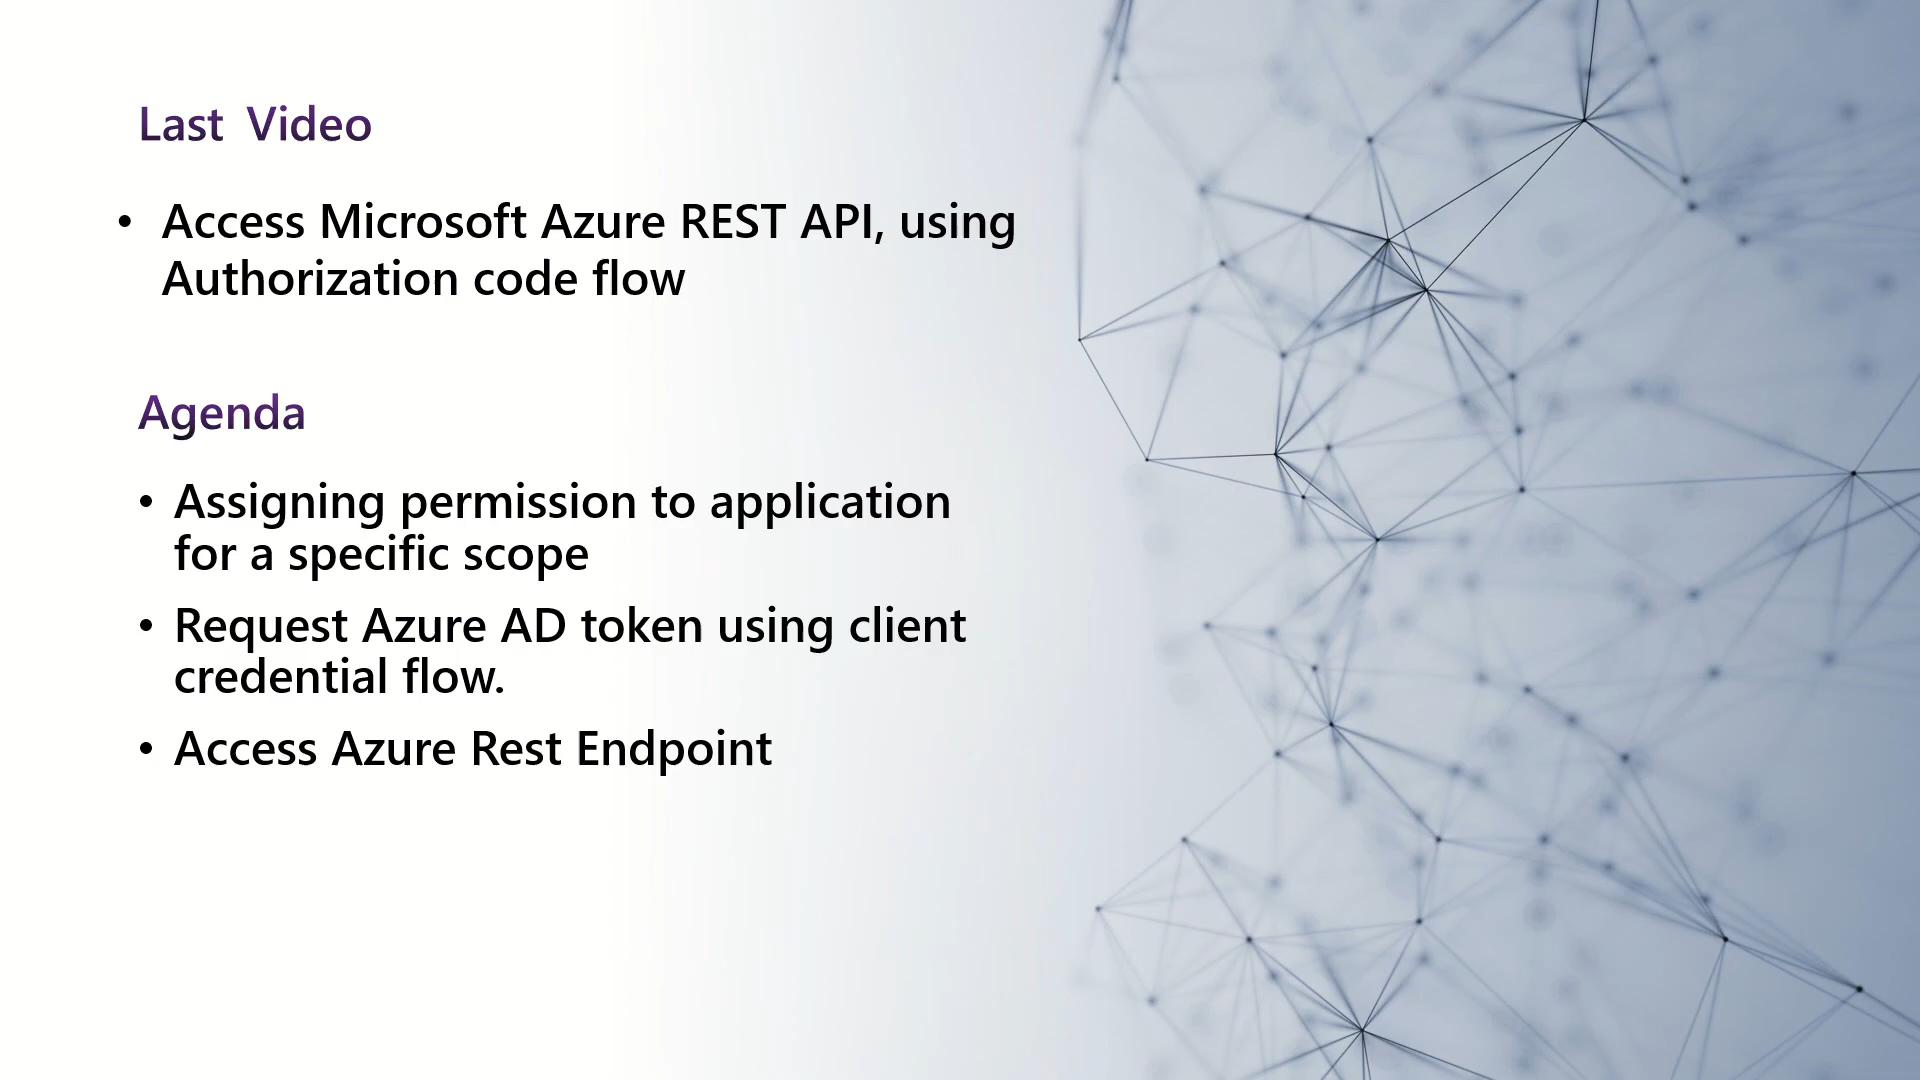 Last Video
• Access Microsoft Azure REST API, using
Authorization code flow
Agenda
• Assigning permission to application
for a specific scope
• Request Azure AD token using client
credential flow.
• Access Azure Rest Endpoint